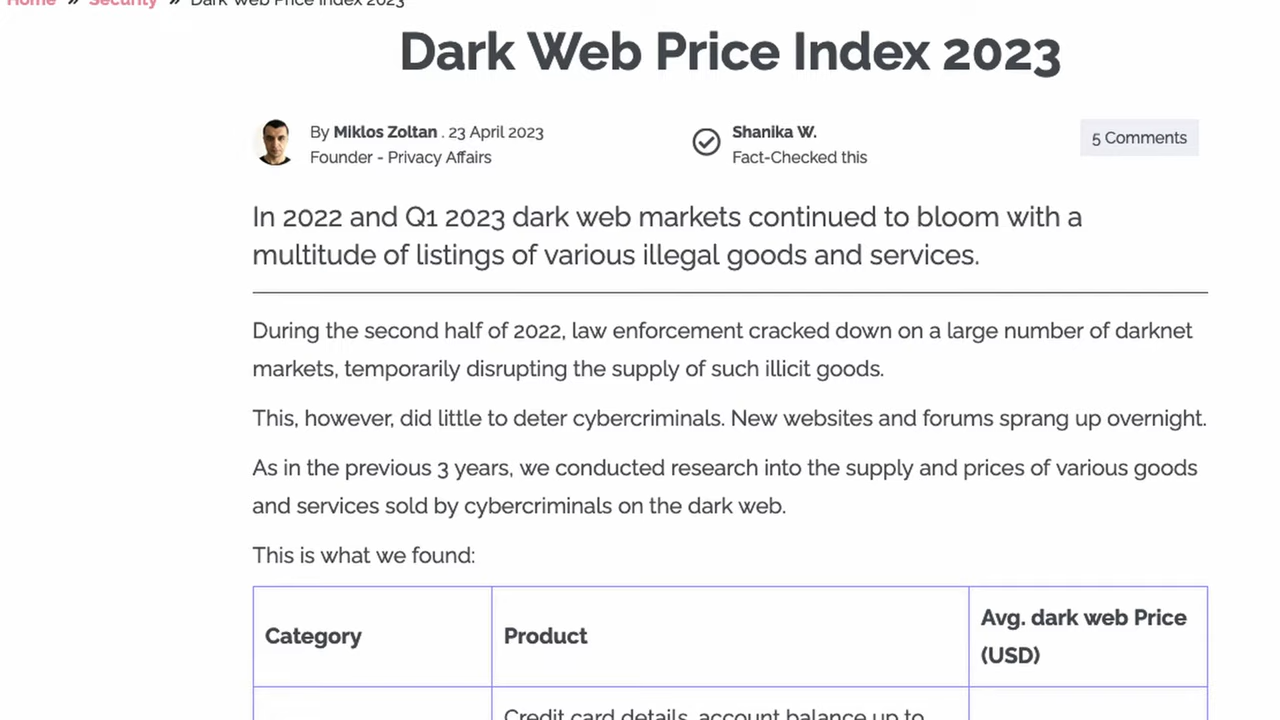 Home » Security » Dark Web Price Index 2023
Dark Web Price Index 2023
By Miklos Zoltan . 23 April 2023
Founder - Privacy Affairs
Shanika W.
Fact-Checked this
5 Comments
In 2022 and Q1 2023 dark web markets continued to bloom with a
multitude of listings of various illegal goods and services.
During the second half of 2022, law enforcement cracked down on a large number of darknet
markets, temporarily disrupting the supply of such illicit goods.
This, however, did little to deter cybercriminals. New websites and forums sprang up overnight.
As in the previous 3 years, we conducted research into the supply and prices of various goods
and services sold by cybercriminals on the dark web.
This is what we found:
Category
Product
Avg. dark web Price
(USD)
Credit card details, account balance up to